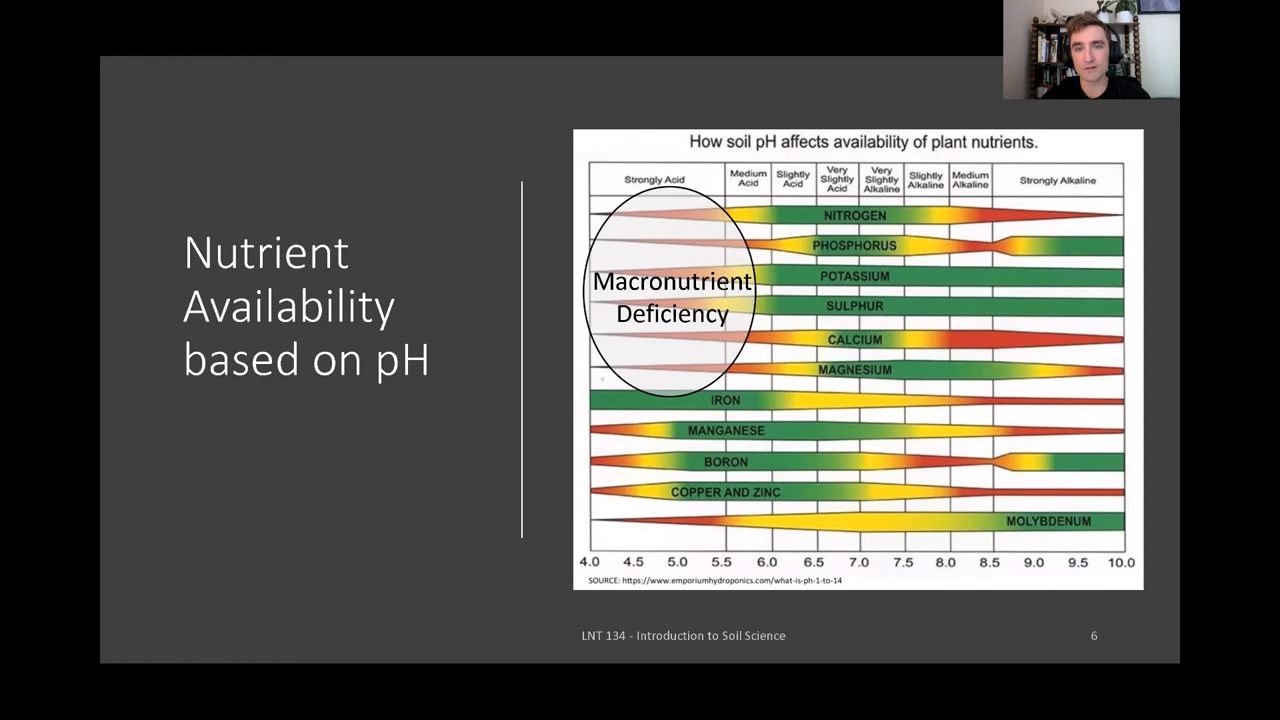 Nutrient
Availability
based on pH
How soil pH affects availability of plant nutrients.
Strongly Acid
Medium
Acid
Slightly
Acid
Very
Slightly
Acid
Very
Slightly
Alkaline
Slightly
Alkaline
Medium
Alkaline
Strongly Alkaline
NITROGEN
PHOSPHORUS
POTASSIUM
SULPHUR
CALCIUM
MAGNESIUM
IRON
MANGANESE
BORON
COPPER AND ZINC
MOLYBDENUM
Macronutrient
Deficiency
4.0 4.5 5.0 5.5 6.0 6.5 7.0 7.5 8.0 8.5 9.0 9.5 10.0
SOURCE: https://www.emporiumhydroponics.com/what-is-ph-1-to-14
LNT 134 - Introduction to Soil Science 6